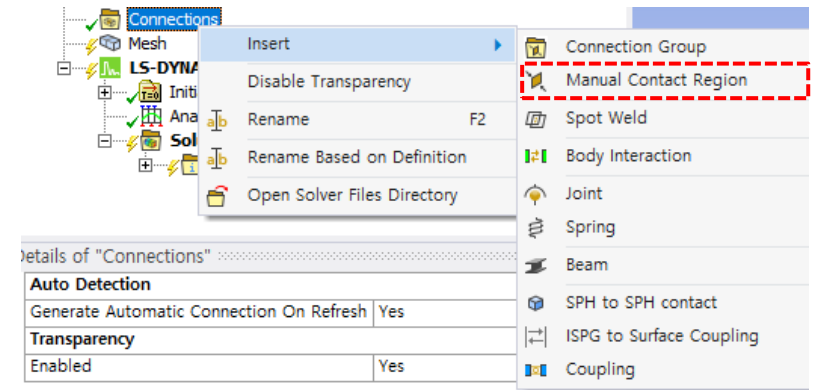 Connections
Mesh
LS-DYNA
Initi
T=0
Ana
Sol
Insert
Disable Transparency
Rename F2
Rename Based on Definition
Open Solver Files Directory
Connection Group
Manual Contact Region
Spot Weld
Body Interaction
Joint
Spring
Beam
SPH to SPH contact
ISPG to Surface Coupling
Coupling
Details of "Connections"
Auto Detection
Generate Automatic Connection On Refresh Yes
Transparency
Enabled Yes